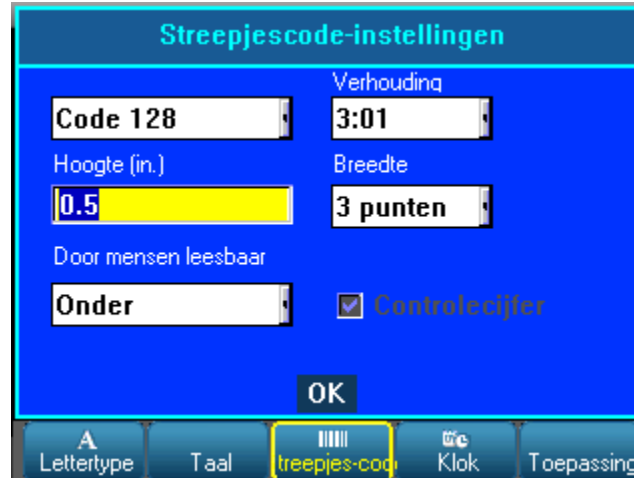 Streepjescode-instellingen
Verhouding
Code 128
3:01
Hoogte (in.)
Breedte
0.5
3 punten
Door mensen leesbaar
Onder
Controlecijfer
OK
Lettertype
Taal
treepjes-cod
Klok
Toepassing